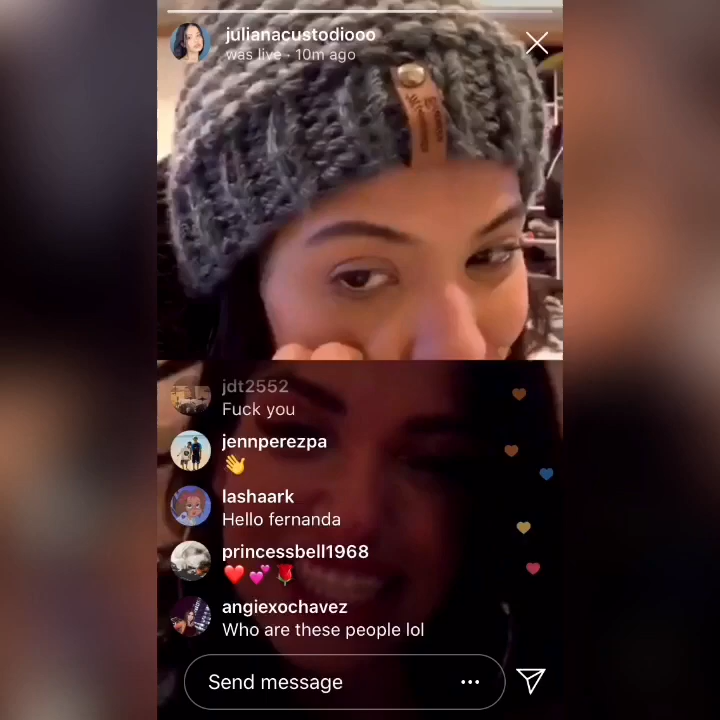 julianacustodiooo
was live · 10m ago
jdt2552
Fuck you
jennperezpa
👋
lashaark
Hello fernanda
princessbell1968
❤️ 💞 🌹
angiexochavez
Who are these people lol
Send message